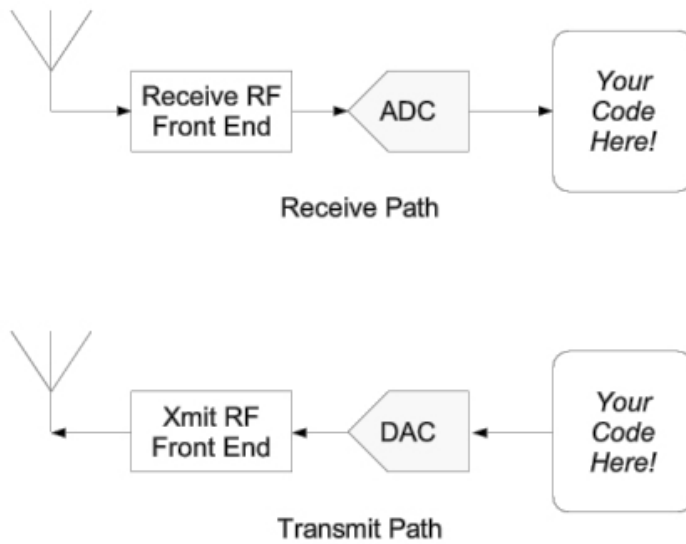 Receive RF
Front End
ADC
Your
Code
Here!
Receive Path
Xmit RF
Front End
DAC
Your
Code
Here!
Transmit Path